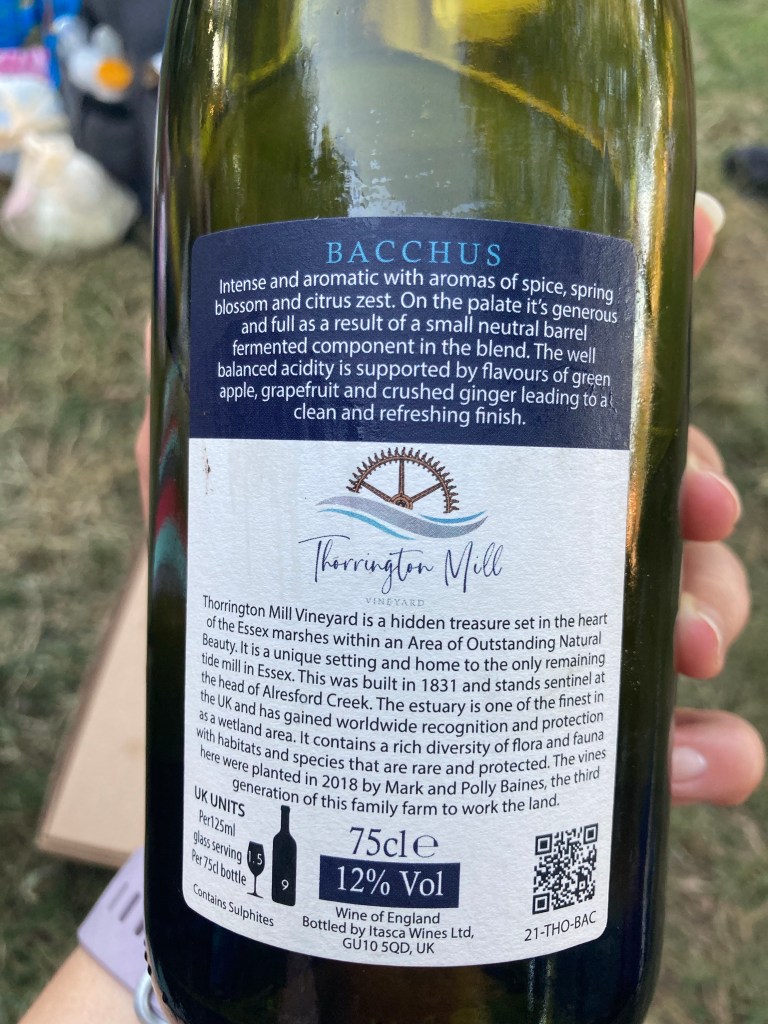 BACCHUS
Intense and aromatic with aromas of spice, spring
blossom and citrus zest. On the palate it's generous
and full as a result of a small neutral barrel
fermented component in the blend. The well
balanced acidity is supported by flavours of green
apple, grapefruit and crushed ginger leading to a
clean and refreshing finish.
Thorrington Mill
VINEYARD
Thorrington Mill Vineyard is a hidden treasure set in the heart
of the Essex marshes within an Area of Outstanding Natural
Beauty. It is a unique setting and home to the only remaining
tide mill in Essex. This was built in 1831 and stands sentinel at
the head of Alresford Creek. The estuary is one of the finest in
the UK and has gained worldwide recognition and protection
as a wetland area. It contains a rich diversity of flora and fauna
with habitats and species that are rare and protected. The vines
here were planted in 2018 by Mark and Polly Baines, the third
generation of this family farm to work the land.
UK UNITS
Per125ml
glass serving
Per 75cl bottle
1.5
9
Contains Sulphites
75cl e
12% Vol
Wine of England
Bottled by Itasca Wines Ltd,
GU10 5QD, UK
21-THO-BAC